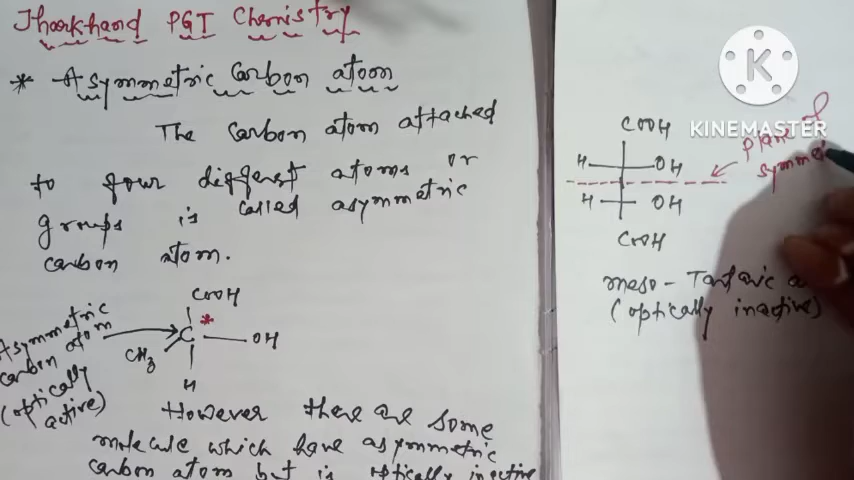 Jharkhand PGT Chemistry
* Asymmetric Carbon atom
The Carbon atom attached
to four different atoms or
groups is called asymmetric
carbon atom.
COOH
Asymmetric
carbon atom
(optically
active)
C *
OH
CH3
H
However there are some
molecule which have asymmetric
carbon atom but is optically inactive
K
KINEMASTER
COOH
H OH
plane of
symme
H OH
COOH
meso - Tartaric a
(optically inactive)